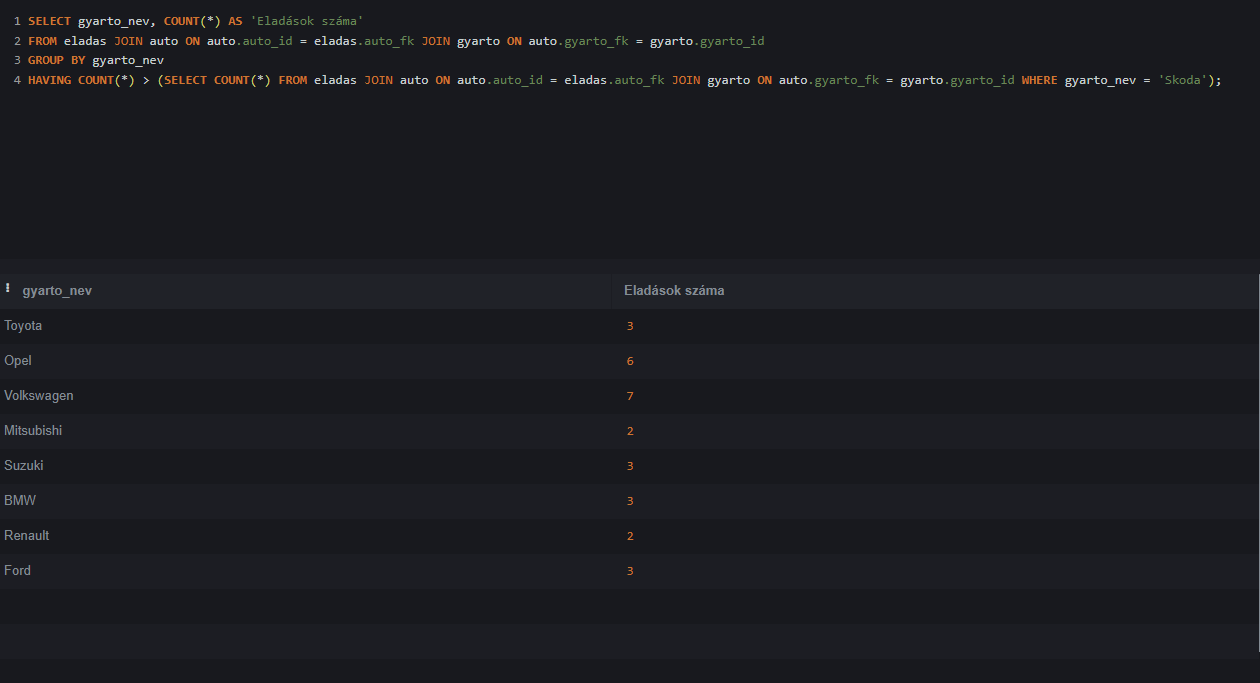 1 SELECT gyarto_nev, COUNT(*) AS 'Eladások száma'
2 FROM eladas JOIN auto ON auto.auto_id = eladas.auto_fk JOIN gyarto ON auto.gyarto_fk = gyarto.gyarto_id
3 GROUP BY gyarto_nev
4 HAVING COUNT(*) > (SELECT COUNT(*) FROM eladas JOIN auto ON auto.auto_id = eladas.auto_fk JOIN gyarto ON auto.gyarto_fk = gyarto.gyarto_id WHERE gyarto_nev = 'Skoda');
gyarto_nev Eladások száma
Toyota 3
Opel 6
Volkswagen 7
Mitsubishi 2
Suzuki 3
BMW 3
Renault 2
Ford 3